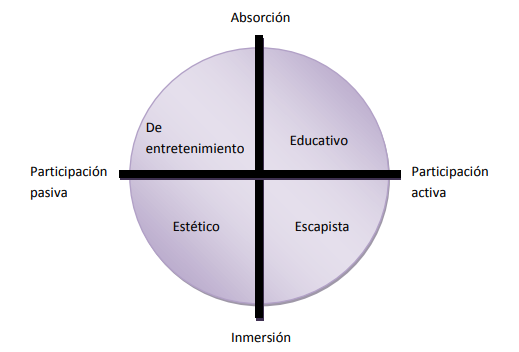 Absorción
De
entretenimiento
Educativo
Participación
pasiva
Participación
activa
Estético
Escapista
Inmersión